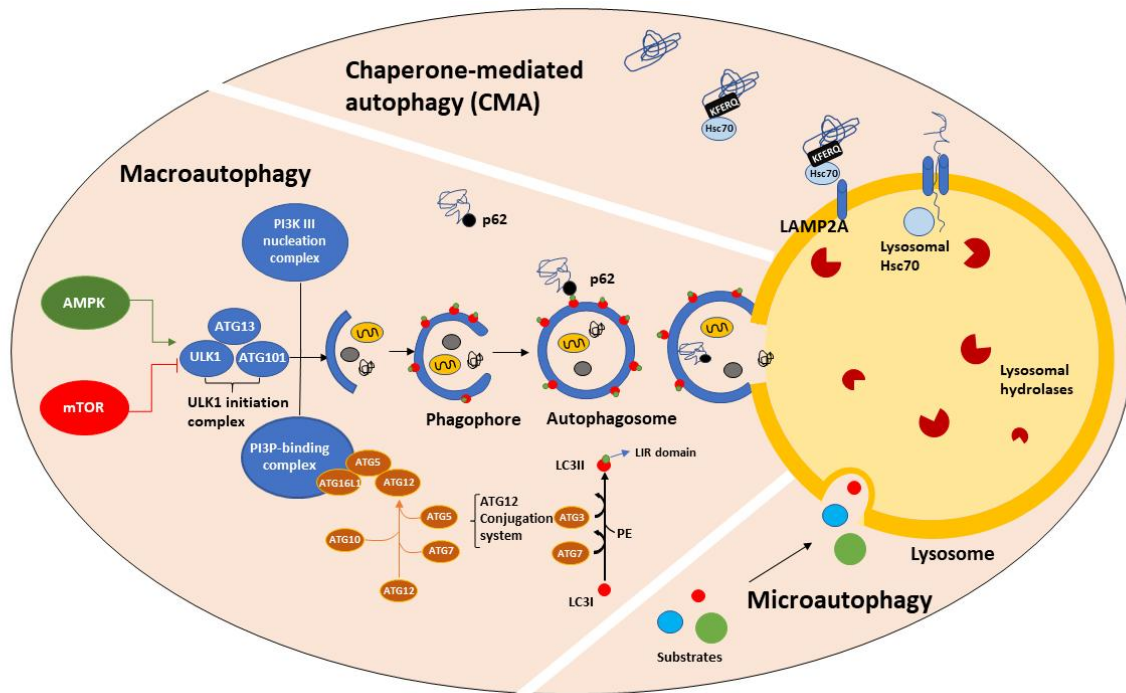 Chaperone-mediated
autophagy (CMA)
KFERQ
Hsc70
KFERQ
Hsc70
LAMP2A
Lysosomal
Hsc70
Macroautophagy
p62
PI3K III
nucleation
complex
AMPK
ATG13
ULK1
ATG101
mTOR
ULK1 initiation
complex
p62
Phagophore
Autophagosome
Lysosomal
hydrolases
PI3P-binding
complex
ATG5
ATG16L1
ATG12
LC3II
LIR domain
ATG5
ATG10
ATG7
ATG12
ATG12
Conjugation
system
ATG3
PE
ATG7
LC3I
Lysosome
Microautophagy
Substrates